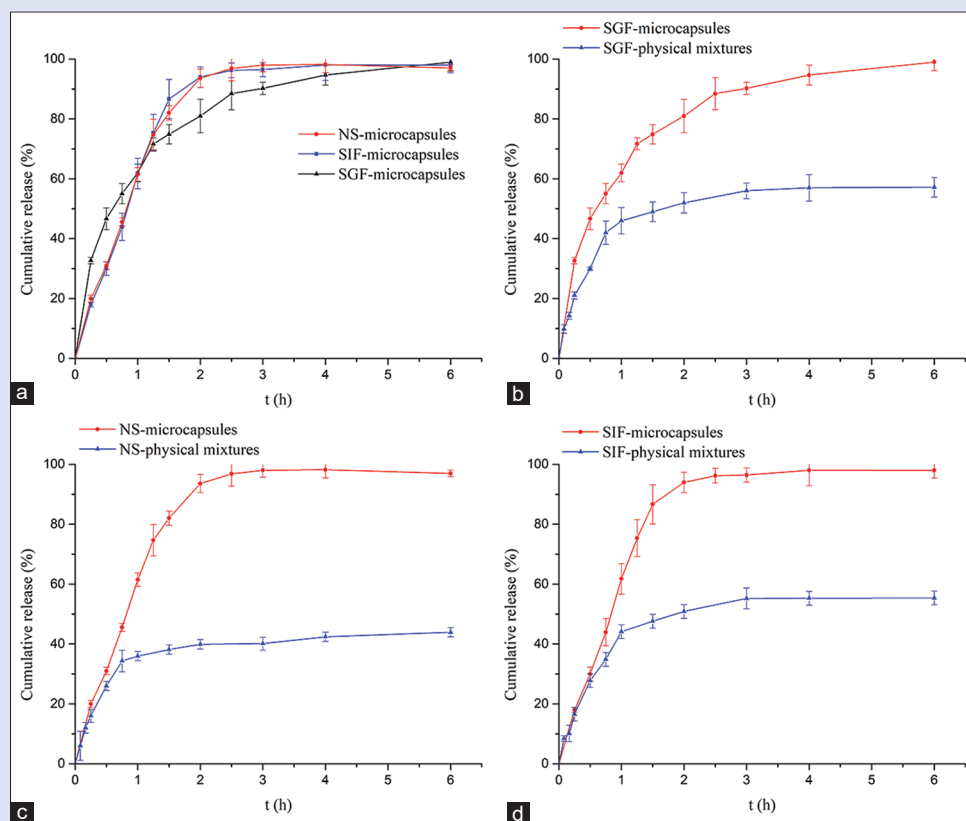 100
80
60
40
20
0
Cumulative release (%)
NS-microcapsules
SIF-microcapsules
SGF-microcapsules
0 1 2 3 4 5 6
t (h)
a
SGF-microcapsules
SGF-physical mixtures
100
80
60
40
20
0
Cumulative release (%)
0 1 2 3 4 5 6
t (h)
b
NS-microcapsules
NS-physical mixtures
100
80
60
40
20
0
Cumulative release (%)
0 1 2 3 4 5 6
t (h)
c
SIF-microcapsules
SIF-physical mixtures
100
80
60
40
20
0
Cumulative release (%)
0 1 2 3 4 5 6
t (h)
d